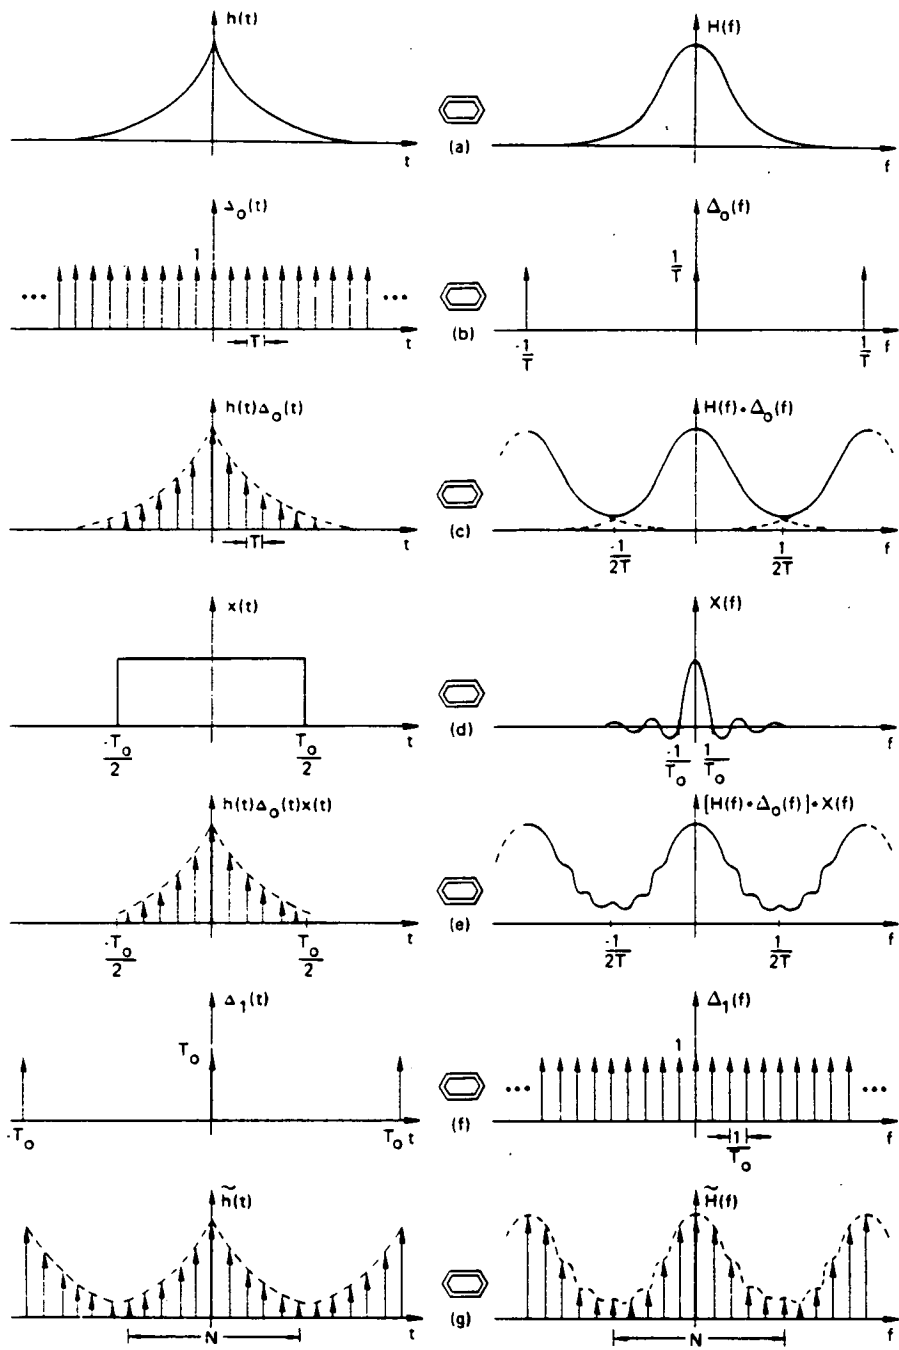 h(t) H(f)
t (a) f
Δ₀(t) Δ₀(f)
1 1/T
••• ••• (b)
T t -1/T 1/T f
h(t)Δ₀(t) H(f)•Δ₀(f)
(c)
T t -1/2T 1/2T f
x(t) X(f)
(d)
-T₀/2 T₀/2 t -1/T₀ 1/T₀ f
h(t)Δ₀(t)x(t) [H(f)•Δ₀(f)]•X(f)
(e)
-T₀/2 T₀/2 t -1/2T 1/2T f
Δ₁(t) Δ₁(f)
T₀ 1
••• •••
(f)
-T₀ T₀ t 1/T₀ f
h̃(t) H̃(f)
(g)
N t N f